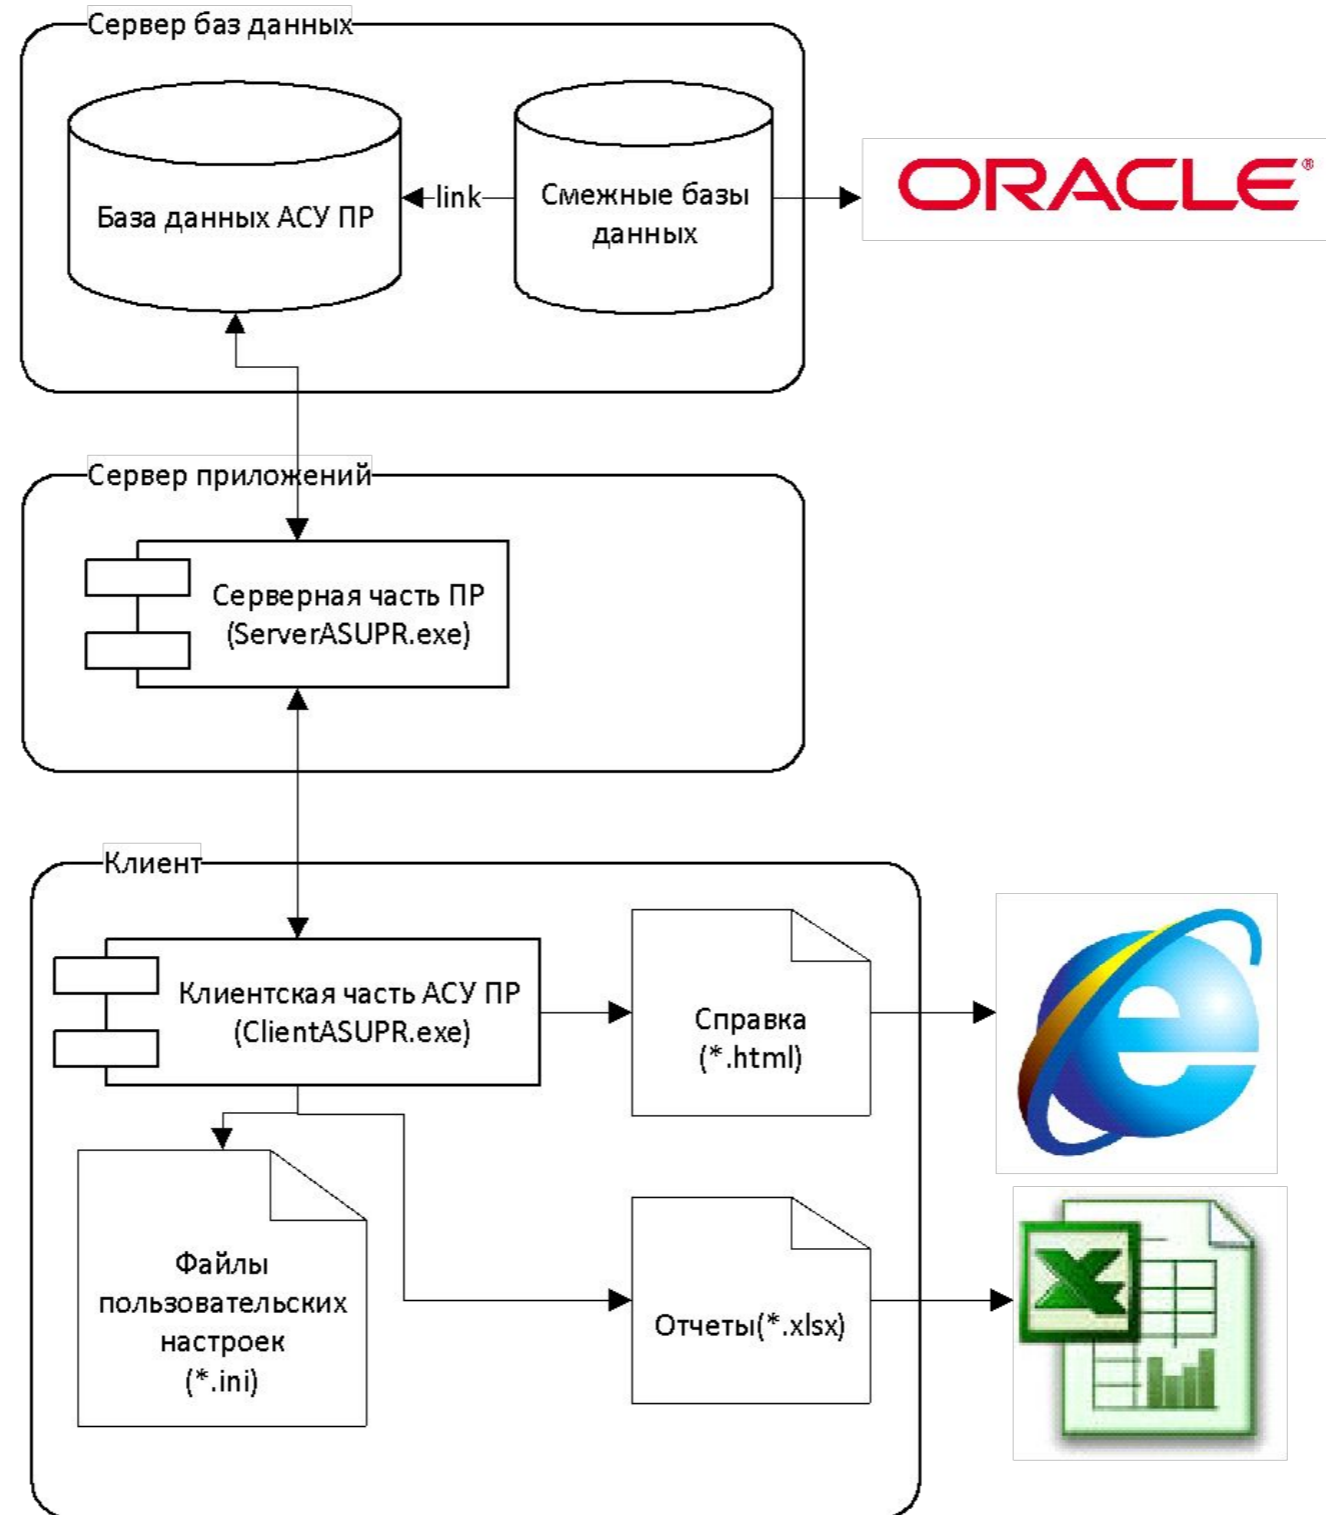 Сервер баз данных
База данных АСУ ПР
link
Смежные базы
данных
ORACLE®
Сервер приложений
Серверная часть ПР
(ServerASUPR.exe)
Клиент
Клиентская часть АСУ ПР
(ClientASUPR.exe)
Справка
(*.html)
Файлы
пользовательских
настроек
(*.ini)
Отчеты(*.xlsx)